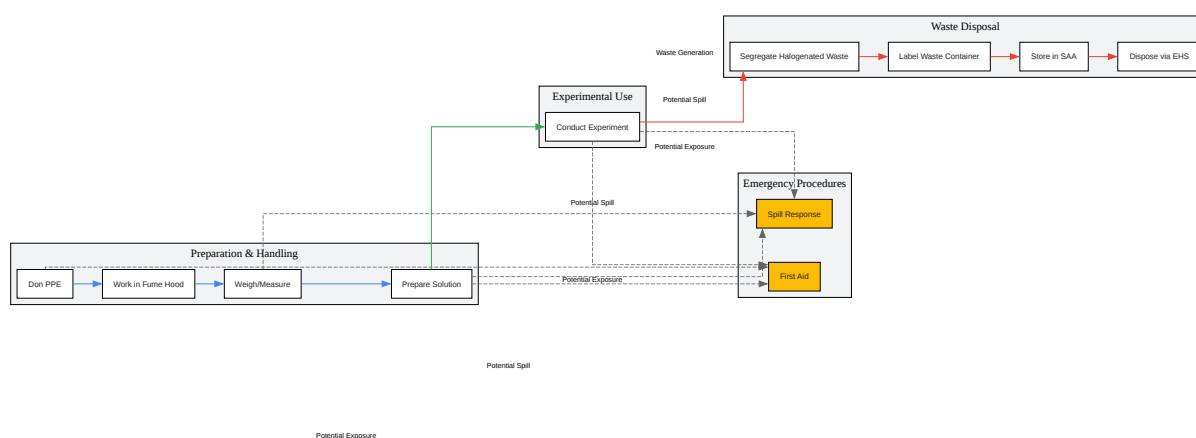 Waste Disposal
Waste Generation
Segregate Halogenated Waste
Label Waste Container
Store in SAA
Dispose via EHS
Experimental Use
Potential Spill
Conduct Experiment
Potential Exposure
Emergency Procedures
Potential Spill
Spill Response
Preparation & Handling
Don PPE
Work in Fume Hood
Weigh/Measure
Prepare Solution
Potential Exposure
First Aid
Potential Spill
Potential Exposure